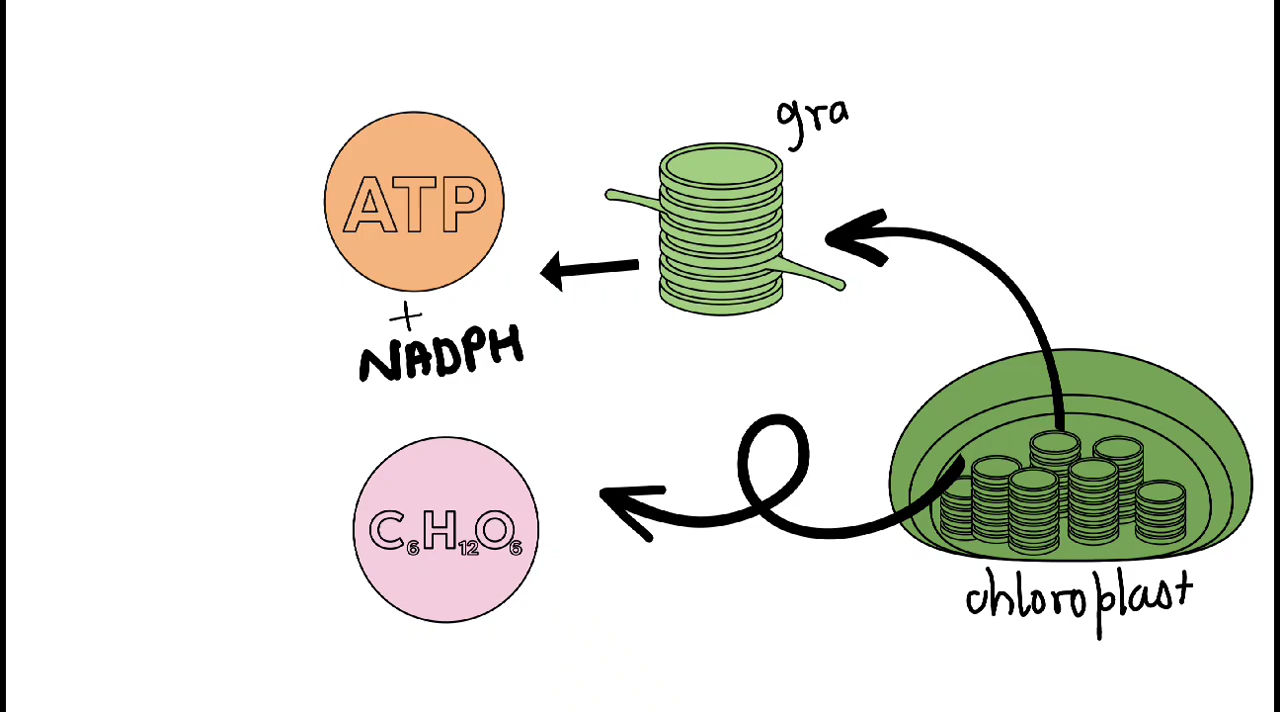 gra
ATP
+
NADPH
C₆H₁₂O₆
chloroplast